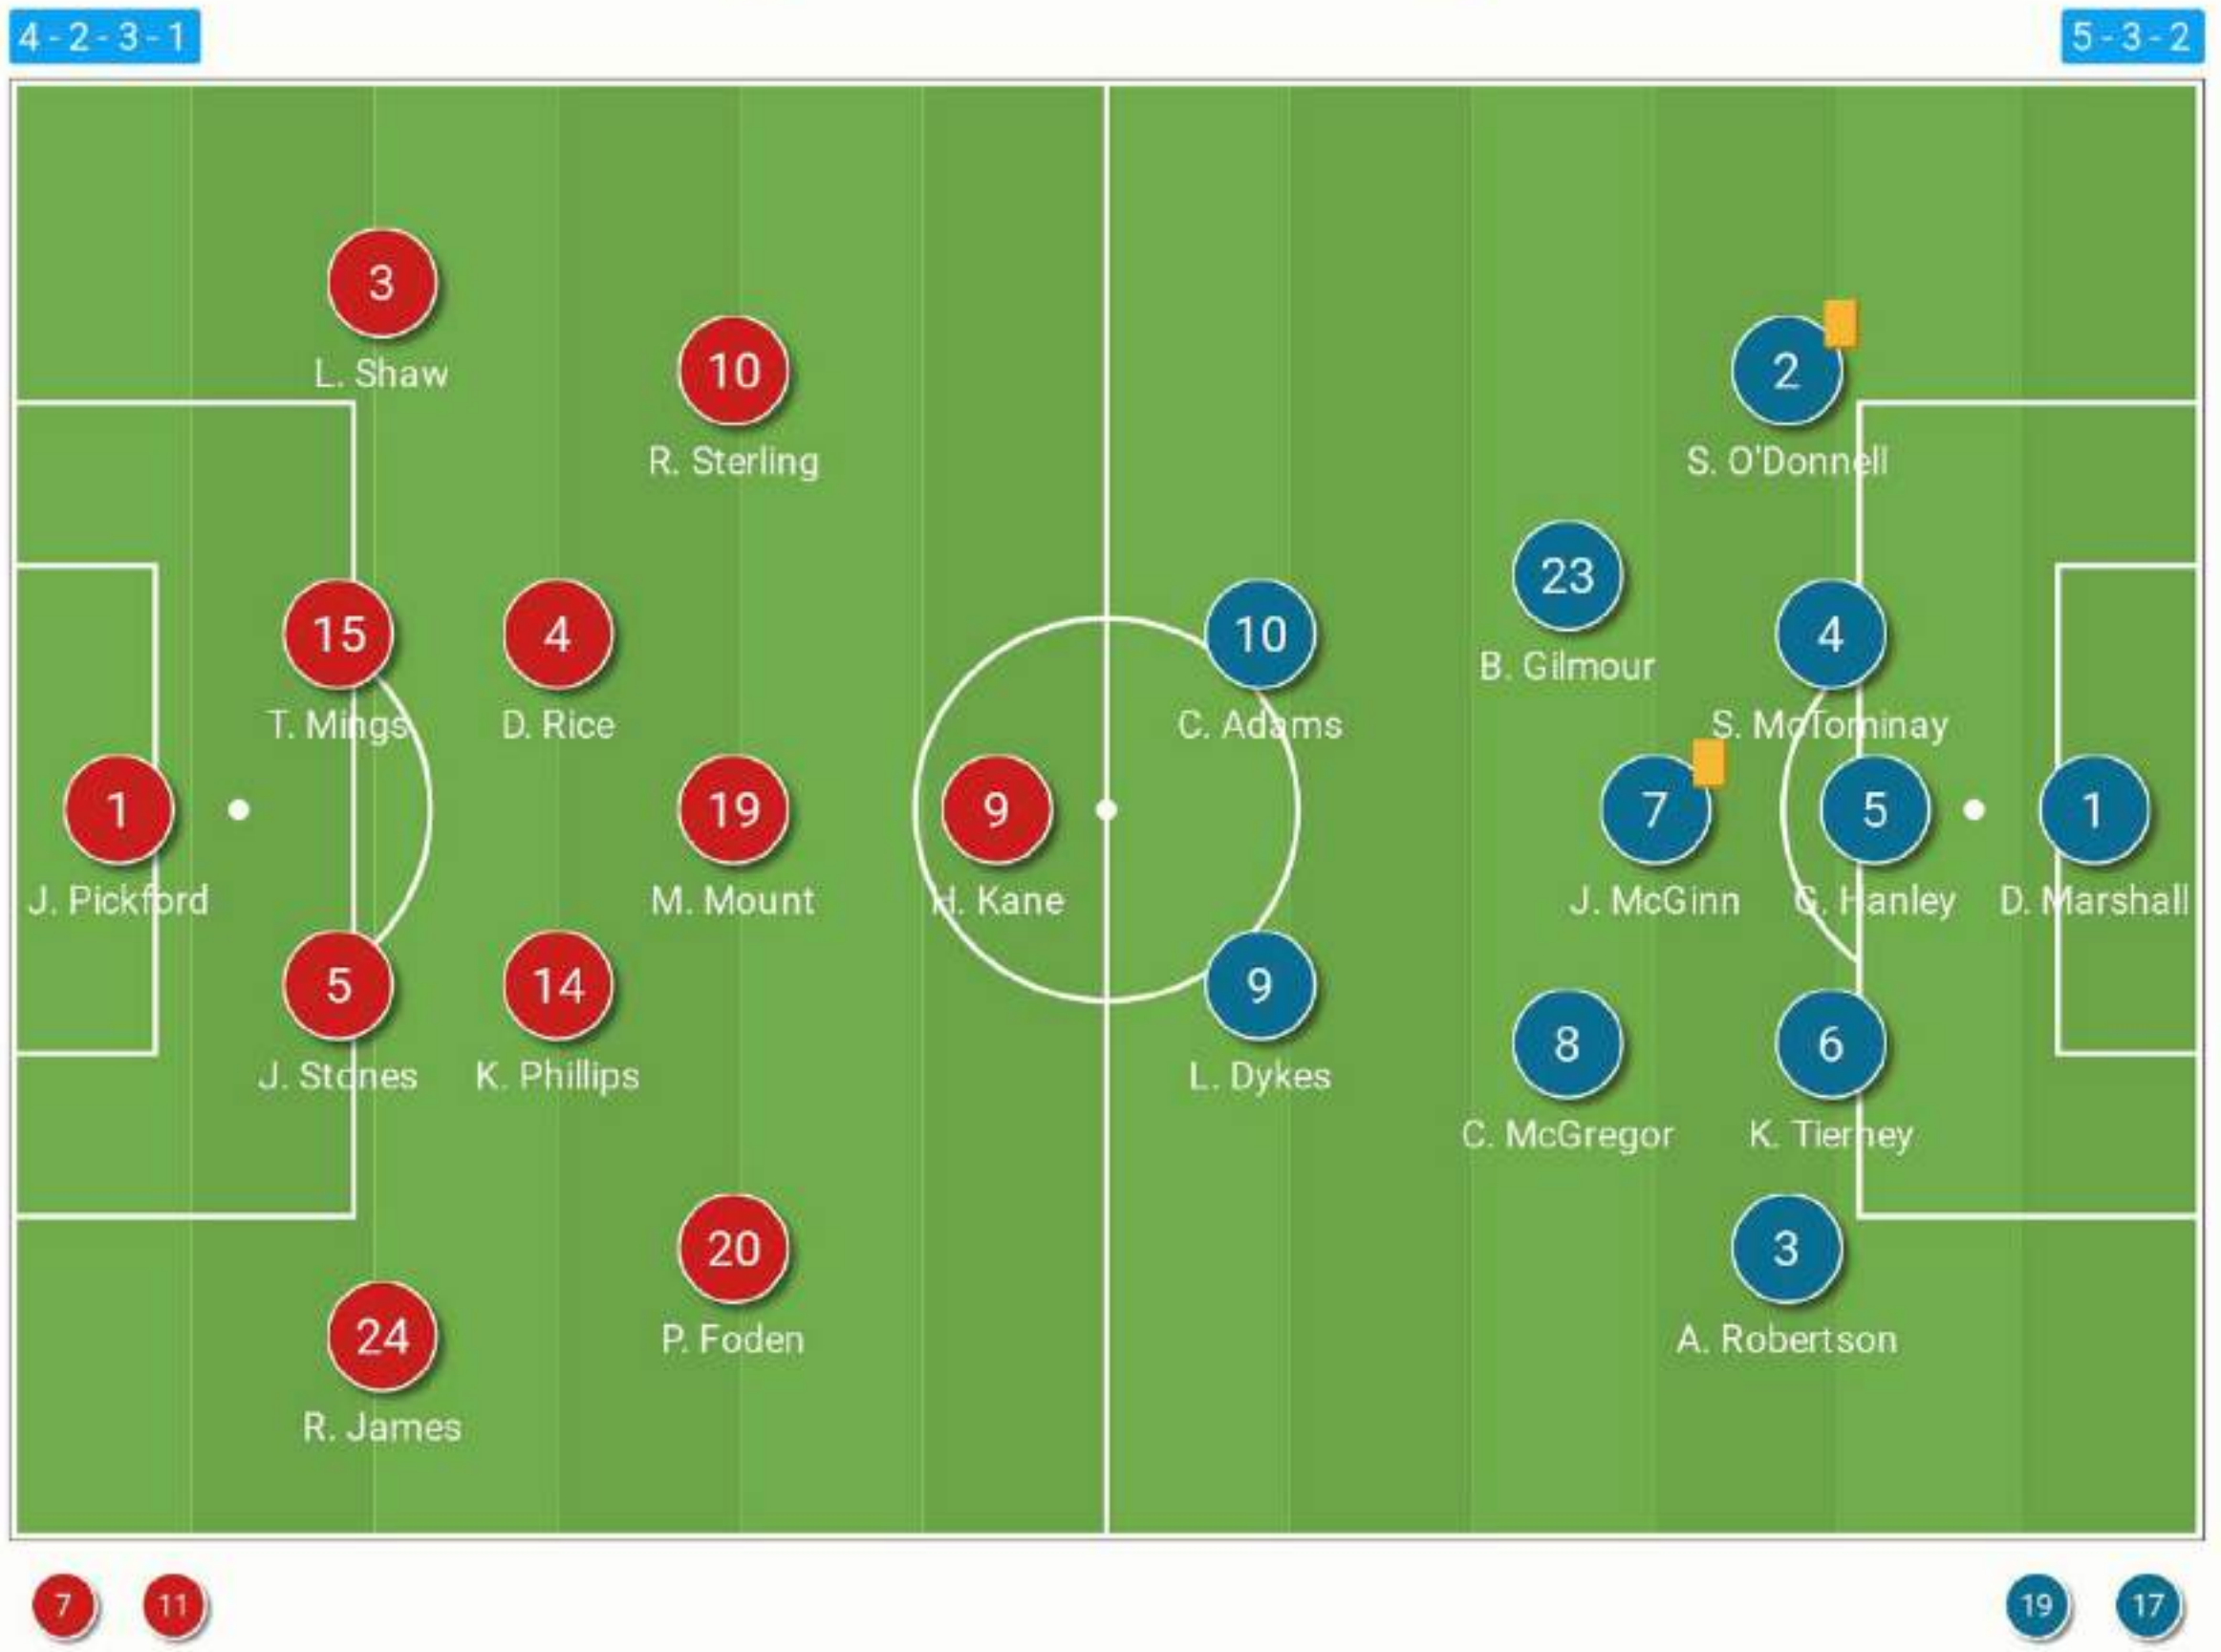 4 - 2 - 3 - 1
5 - 3 - 2
3
L. Shaw
10
R. Sterling
2
S. O'Donnell
23
B. Gilmour
15
T. Mings
4
D. Rice
10
C. Adams
4
S. McTominay
1
J. Pickford
19
M. Mount
9
H. Kane
7
J. McGinn
5
G. Hanley
1
D. Marshall
5
J. Stones
14
K. Phillips
9
L. Dykes
8
C. McGregor
6
K. Tierney
20
P. Foden
3
A. Robertson
24
R. James
7
11
19
17